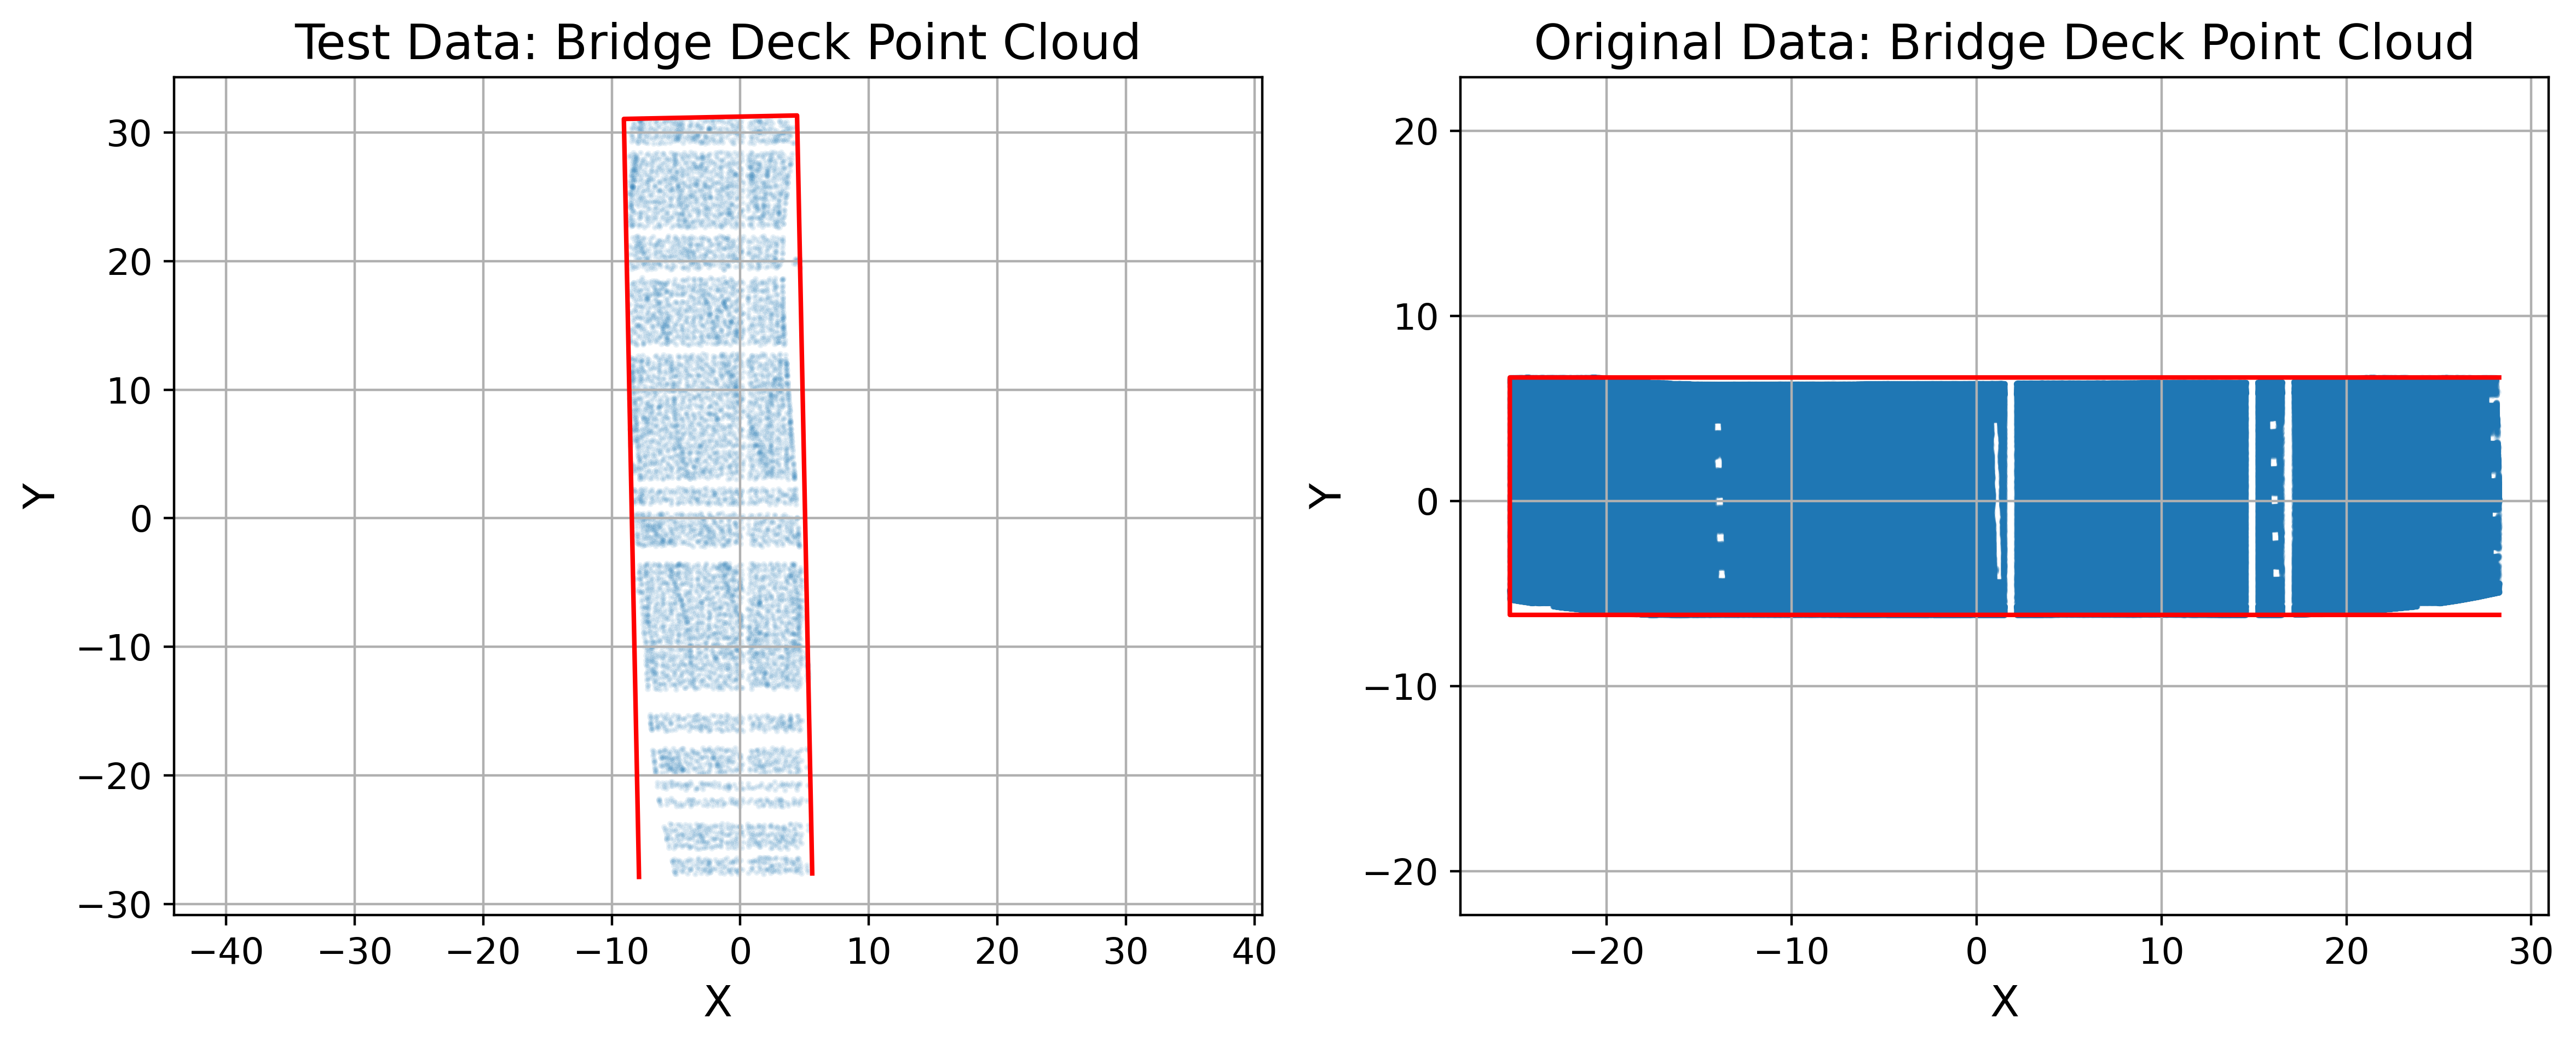 Test Data: Bridge Deck Point Cloud
30
20
10
0
−10
−20
−30
Y
−40 −30 −20 −10 0 10 20 30 40
X
Original Data: Bridge Deck Point Cloud
20
10
0
−10
−20
Y
−20 −10 0 10 20 30
X